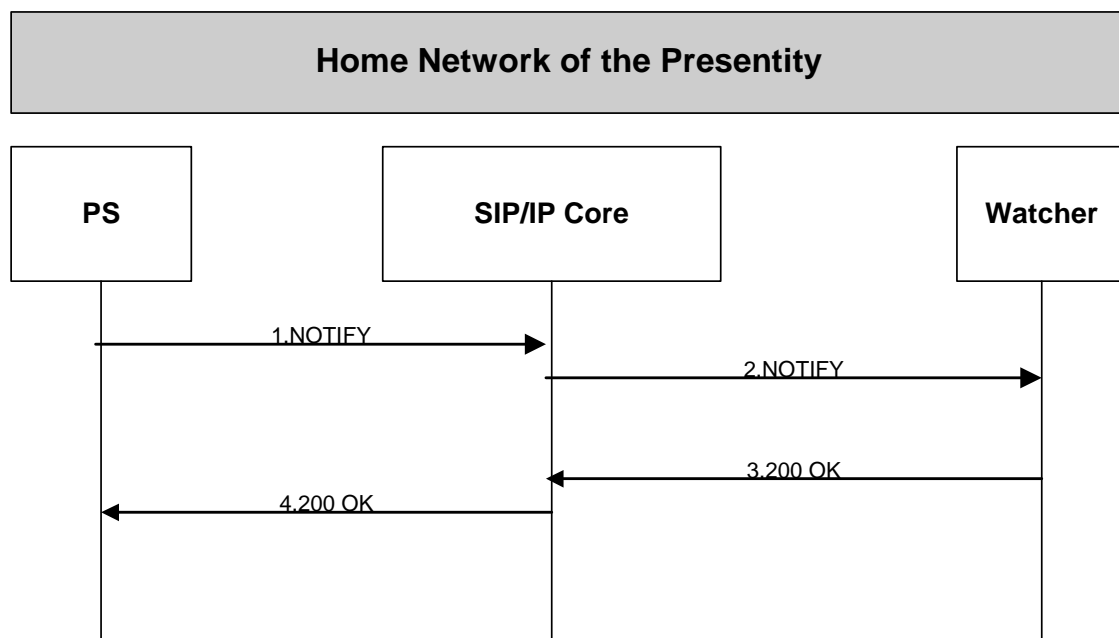 Home Network of the Presentity
PS
SIP/IP Core
Watcher
1.NOTIFY
2.NOTIFY
3.200 OK
4.200 OK